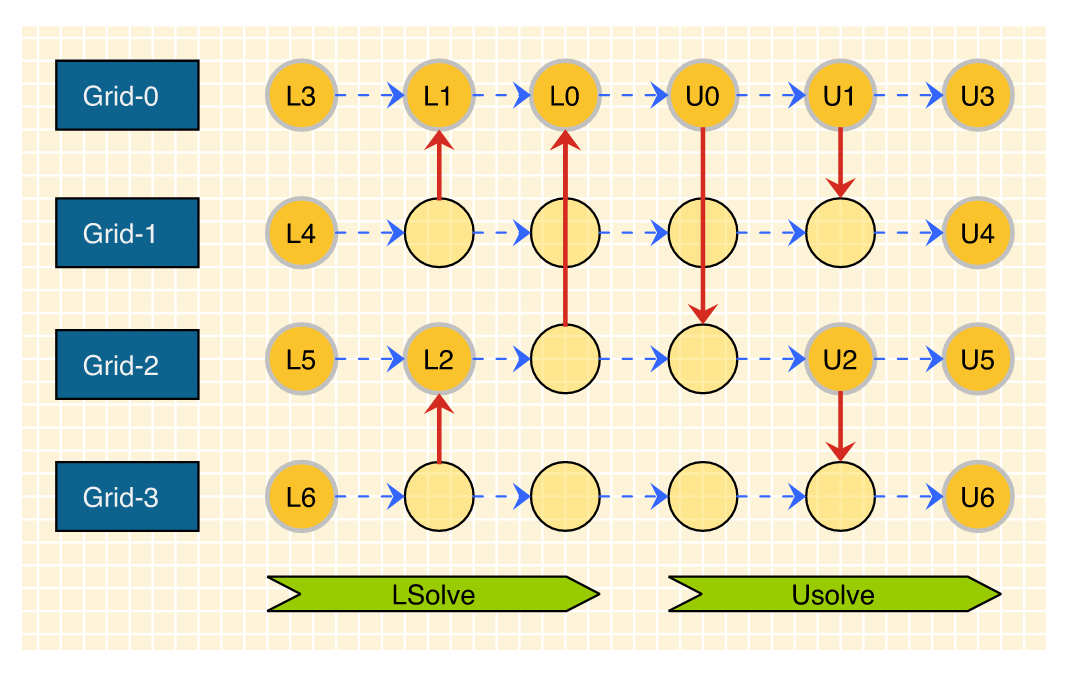 Grid-0 L3 L1 L0 U0 U1 U3
Grid-1 L4 U4
Grid-2 L5 L2 U2 U5
Grid-3 L6 U6
LSolve Usolve